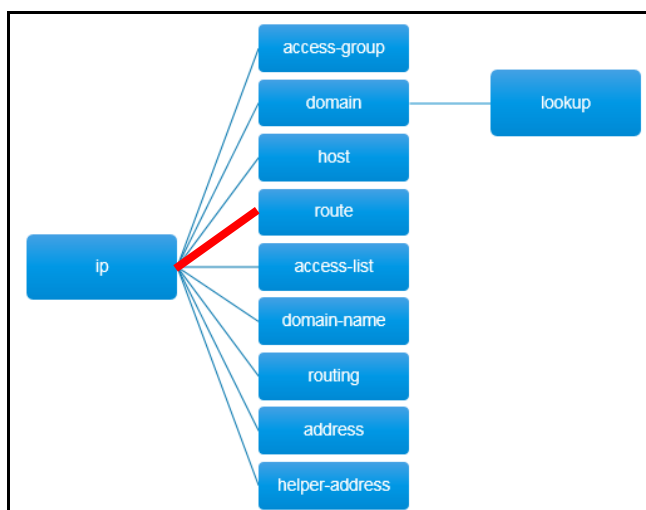 access-group
domain
lookup
host
route
ip
access-list
domain-name
routing
address
helper-address